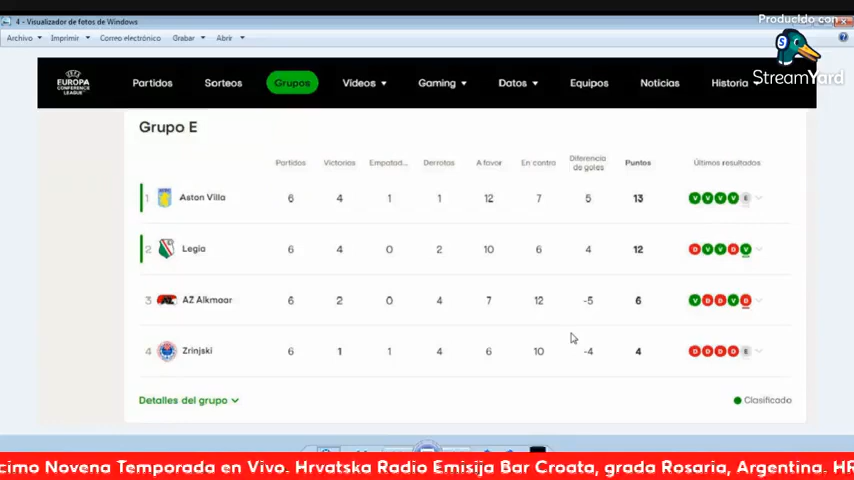 4 - Visualizador de fotos de Windows
Producido con
StreamYard
Archivo Imprimir Correo electrónico Grabar Abrir
UEFA
EUROPA
CONFERENCE
LEAGUE
Partidos Sorteos Grupos Vídeos Gaming Datos Equipos Noticias Historia
Grupo E
Partidos Victorias Empatad... Derrotas A favor En contra Diferencia de goles Puntos Últimos resultados
1 Aston Villa 6 4 1 1 12 7 5 13 V V V V E
2 Legia 6 4 0 2 10 6 4 12 D V V D V
3 AZ Alkmaar 6 2 0 4 7 12 -5 6 V D D V D
4 Zrinjski 6 1 1 4 6 10 -4 4 D D D D E
Detalles del grupo Clasificado
cimo Novena Temporada en Vivo. Hrvatska Radio Emisija Bar Croata, grada Rosaria, Argentina. HR